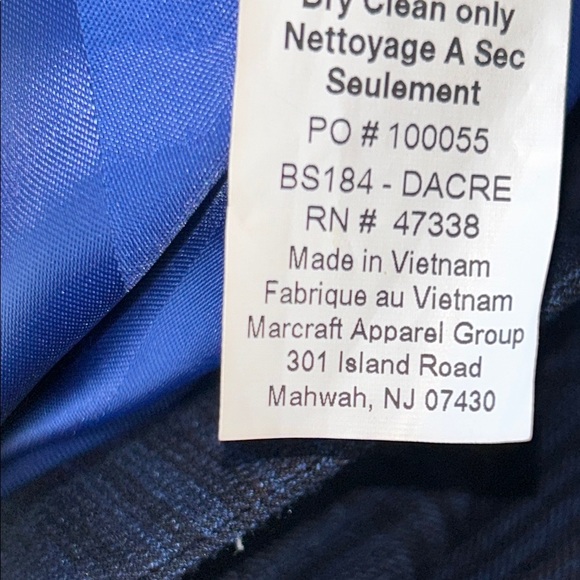 Dry Clean only
Nettoyage A Sec
Seulement
PO # 100055
BS184 - DACRE
RN # 47338
Made in Vietnam
Fabrique au Vietnam
Marcraft Apparel Group
301 Island Road
Mahwah, NJ 07430